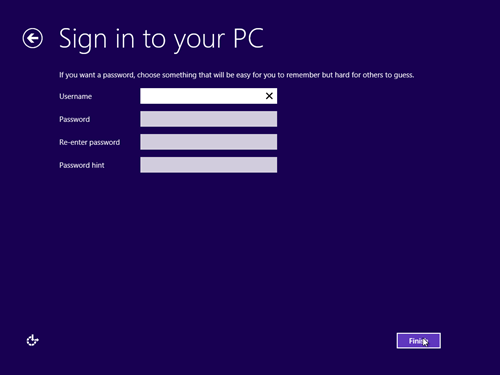 Sign in to your PC
If you want a password, choose something that will be easy for you to remember but hard for others to guess.
Username
Password
Re-enter password
Password hint
Finish